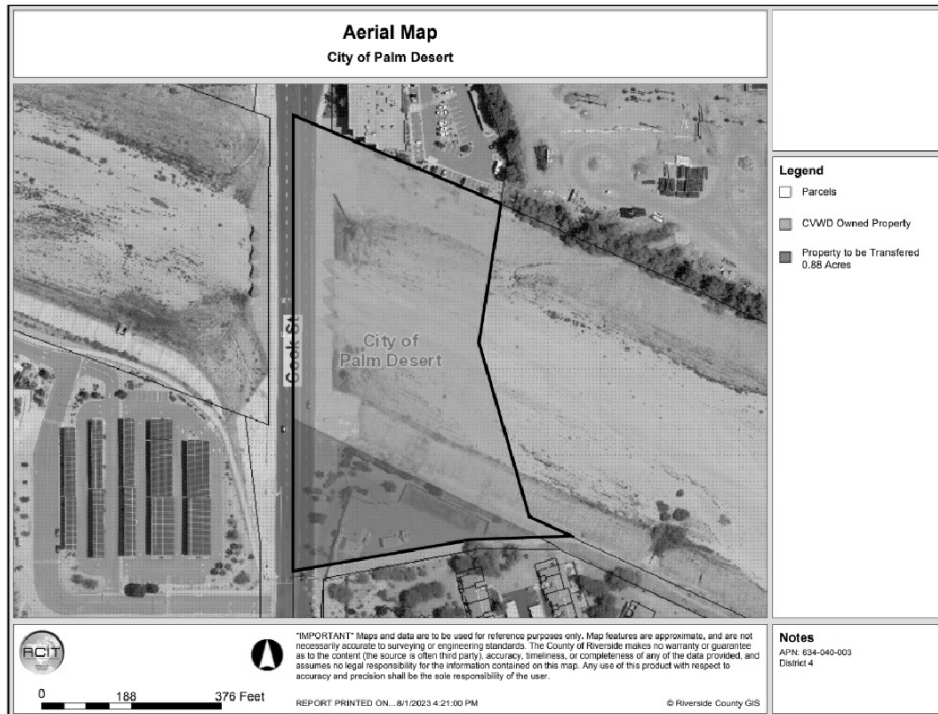 Aerial Map
City of Palm Desert
Cook St
City of
Palm Desert
Legend
Parcels
CVWD Owned Property
Property to be Transfered
0.88 Acres
RCIT
0 188 376 Feet
"IMPORTANT" Maps and data are to be used for reference purposes only. Map features are approximate, and are not
necessarily accurate to surveying or engineering standards. The County of Riverside makes no warranty or guarantee
as to the content (the source is often third party), accuracy, timeliness, or completeness of any of the data provided, and
assumes no legal responsibility for the information contained on this map. Any use of this product with respect to
accuracy and precision shall be the sole responsibility of the user.
REPORT PRINTED ON... 8/1/2023 4:21:00 PM
© Riverside County GIS
Notes
APN: 634-040-003
District 4